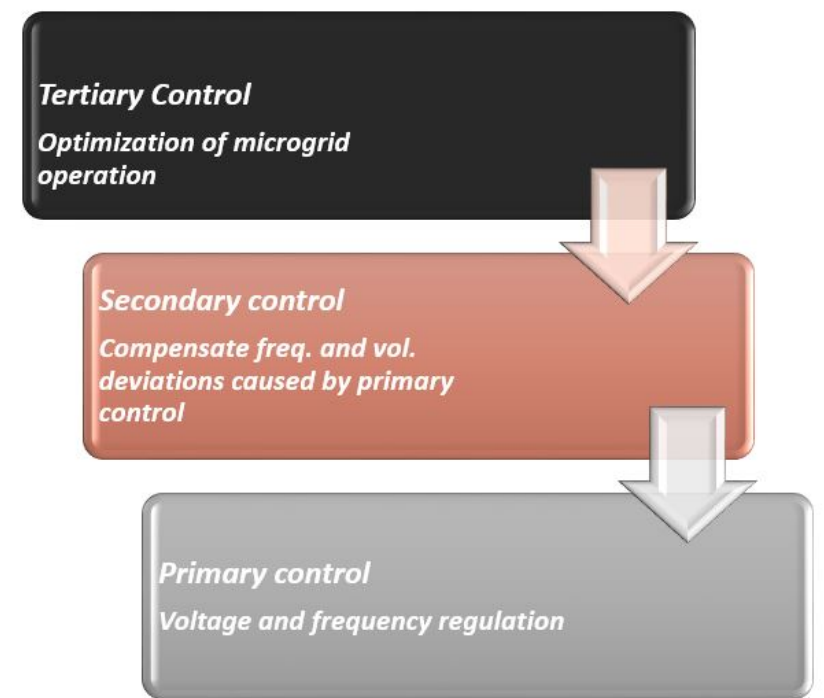 Tertiary Control
Optimization of microgrid
operation
Secondary control
Compensate freq. and vol.
deviations caused by primary
control
Primary control
Voltage and frequency regulation